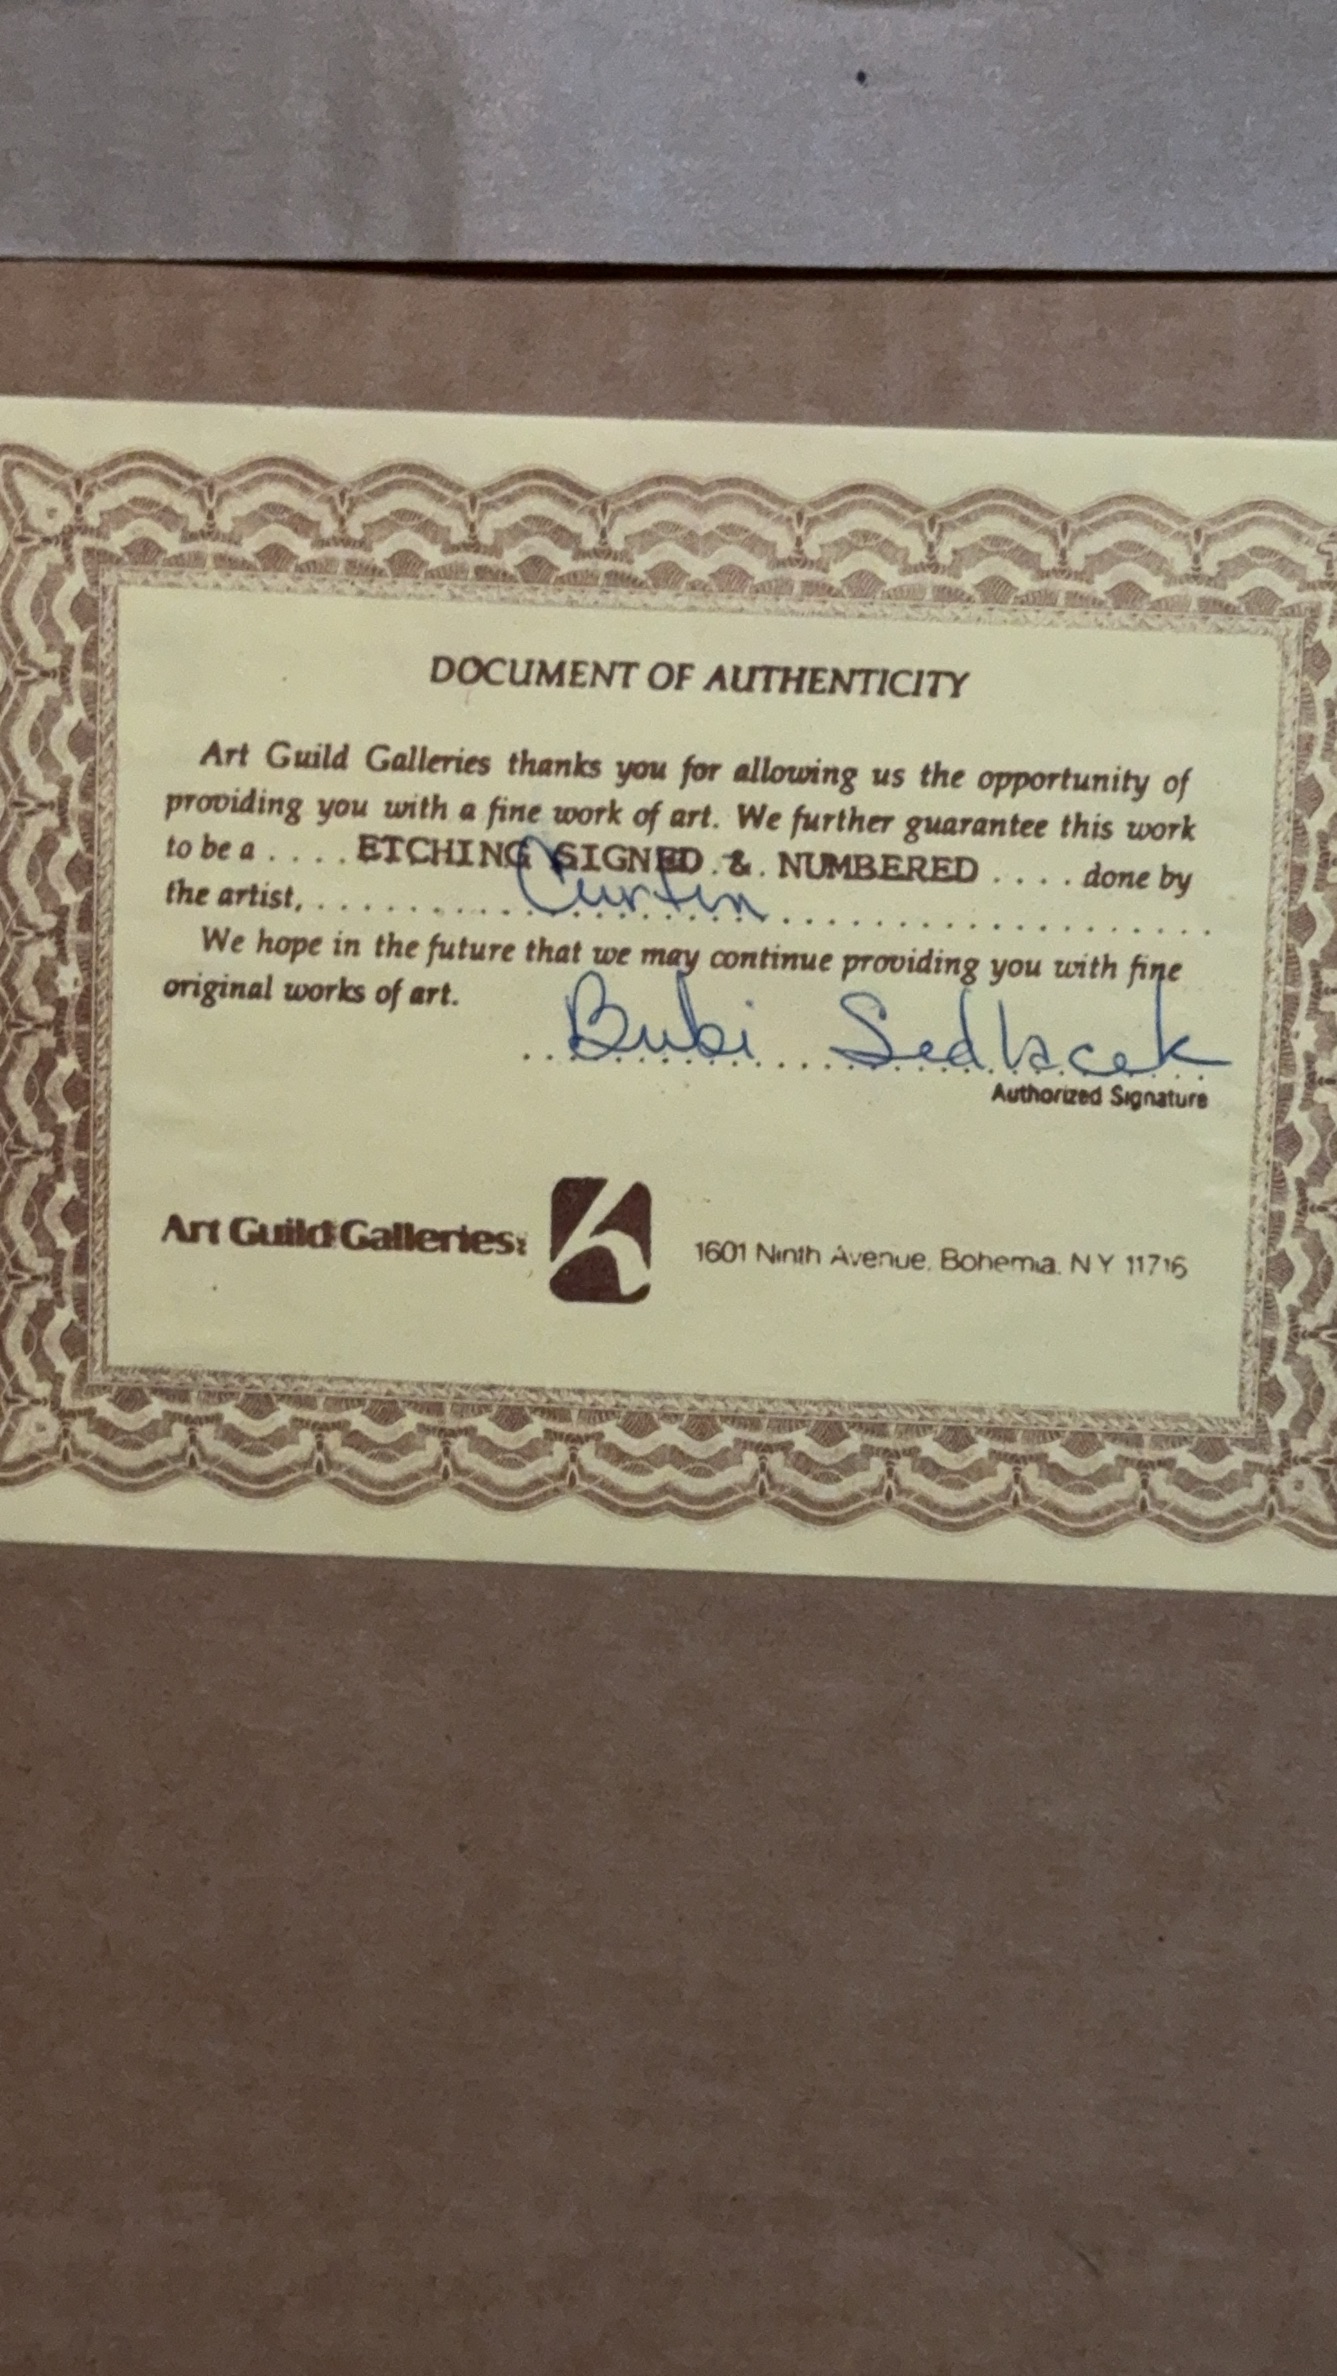 DOCUMENT OF AUTHENTICITY
Art Guild Galleries thanks you for allowing us the opportunity of
providing you with a fine work of art. We further guarantee this work
to be a .... ETCHING SIGNED & NUMBERED .... done by
the artist, ........ Curtin ........
We hope in the future that we may continue providing you with fine
original works of art.
Bubi Sedlacek
Authorized Signature
Art Guild Galleries
1601 Ninth Avenue, Bohemia, NY 11716